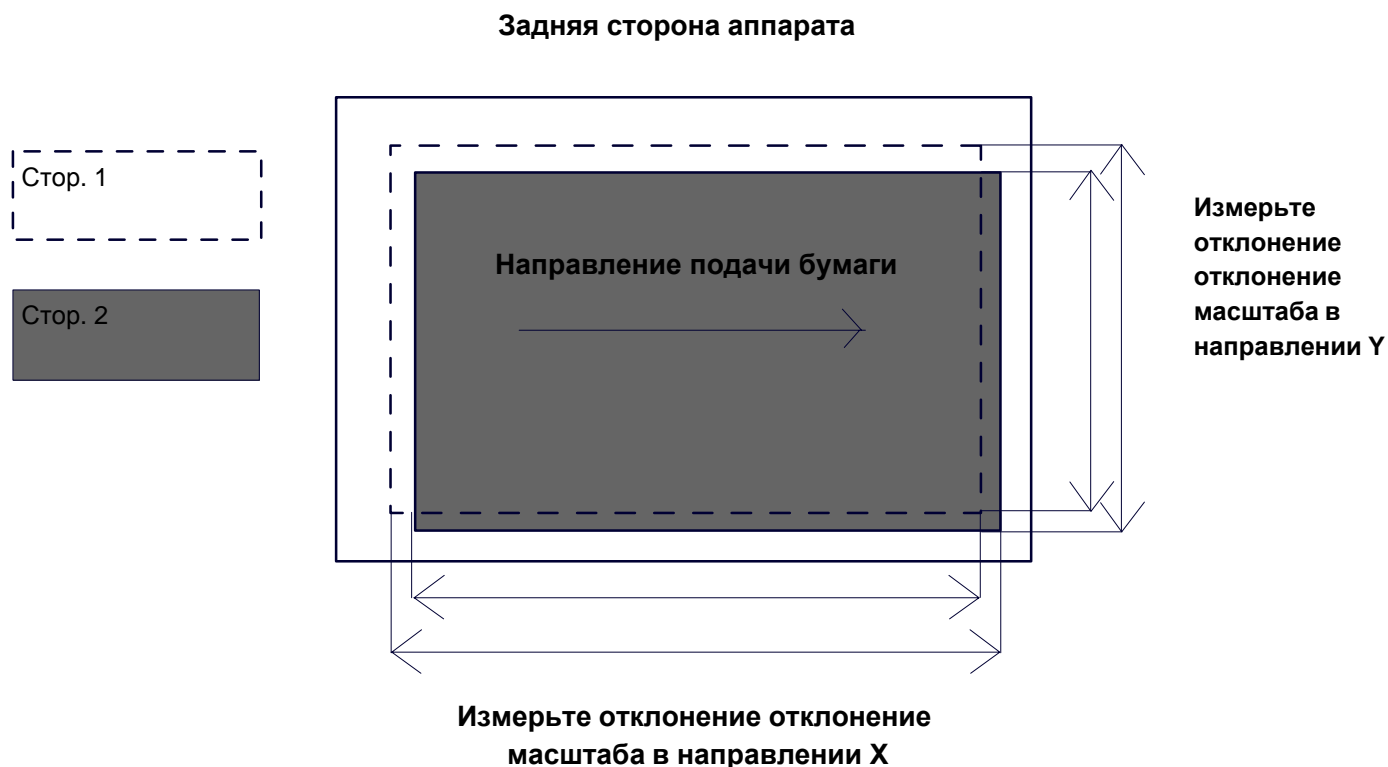 Задняя сторона аппарата
Стор. 1
Стор. 2
Направление подачи бумаги
Измерьте
отклонение
отклонение
масштаба в
направлении Y
Измерьте отклонение отклонение
масштаба в направлении X